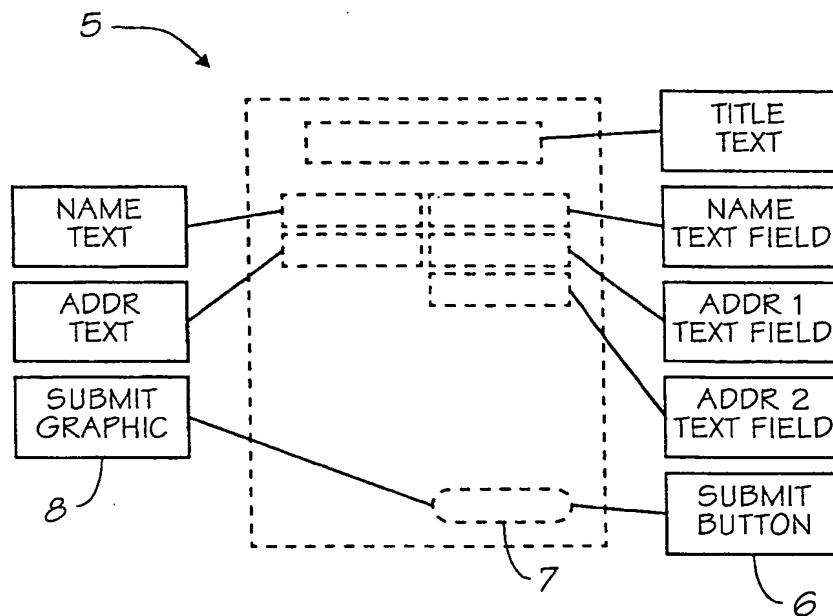 5
TITLE
TEXT
NAME
TEXT
NAME
TEXT FIELD
ADDR
TEXT
ADDR 1
TEXT FIELD
SUBMIT
GRAPHIC
ADDR 2
TEXT FIELD
SUBMIT
BUTTON
8
7
6